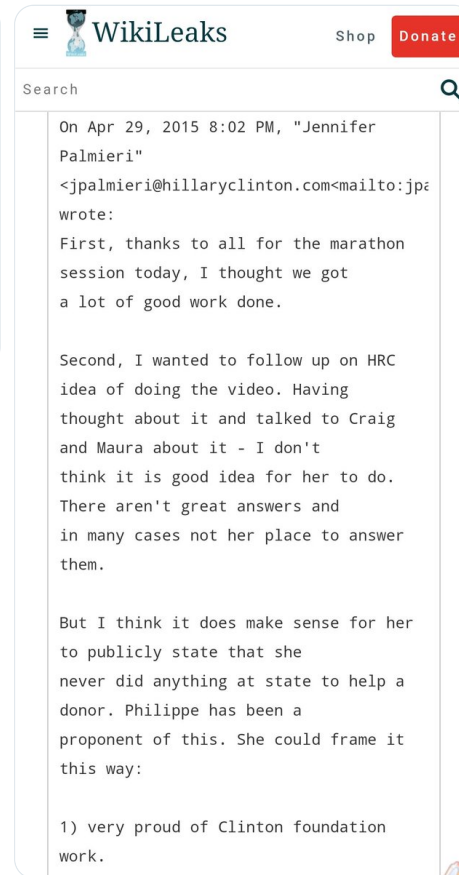 WikiLeaks
Shop
Donate
Search
On Apr 29, 2015 8:02 PM, "Jennifer
Palmieri"
<jpalmieri@hillaryclinton.com<mailto:jpa
wrote:
First, thanks to all for the marathon
session today, I thought we got
a lot of good work done.
Second, I wanted to follow up on HRC
idea of doing the video. Having
thought about it and talked to Craig
and Maura about it - I don't
think it is good idea for her to do.
There aren't great answers and
in many cases not her place to answer
them.
But I think it does make sense for her
to publicly state that she
never did anything at state to help a
donor. Philippe has been a
proponent of this. She could frame it
this way:
1) very proud of Clinton foundation
work.